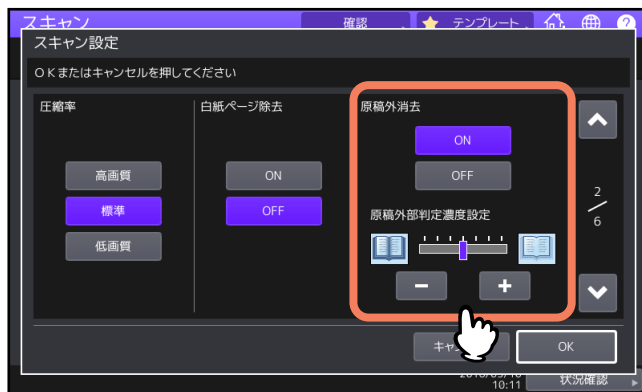 スキャン
確認
テンプレート
スキャン設定
OKまたはキャンセルを押してください
圧縮率
白紙ページ除去
原稿外消去
高画質
標準
低画質
ON
OFF
ON
OFF
原稿外部判定濃度設定
2
6
OK
10:11
状況確認